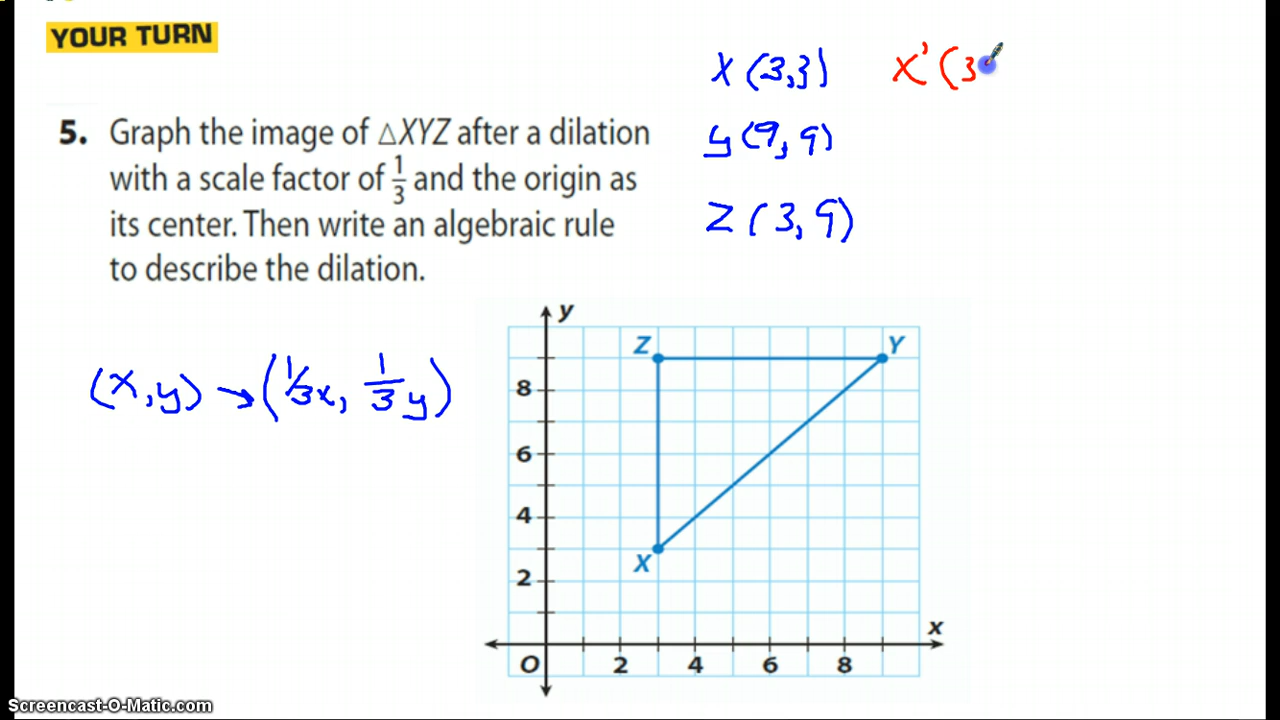 YOUR TURN
5. Graph the image of △XYZ after a dilation
with a scale factor of 1/3 and the origin as
its center. Then write an algebraic rule
to describe the dilation.
X (3,3) X' (3
y (9, 9)
Z (3, 9)
(x,y) → (1/3x, 1/3y)
y
Z Y
8
6
4
X
2
x
O 2 4 6 8
Screencast-O-Matic.com